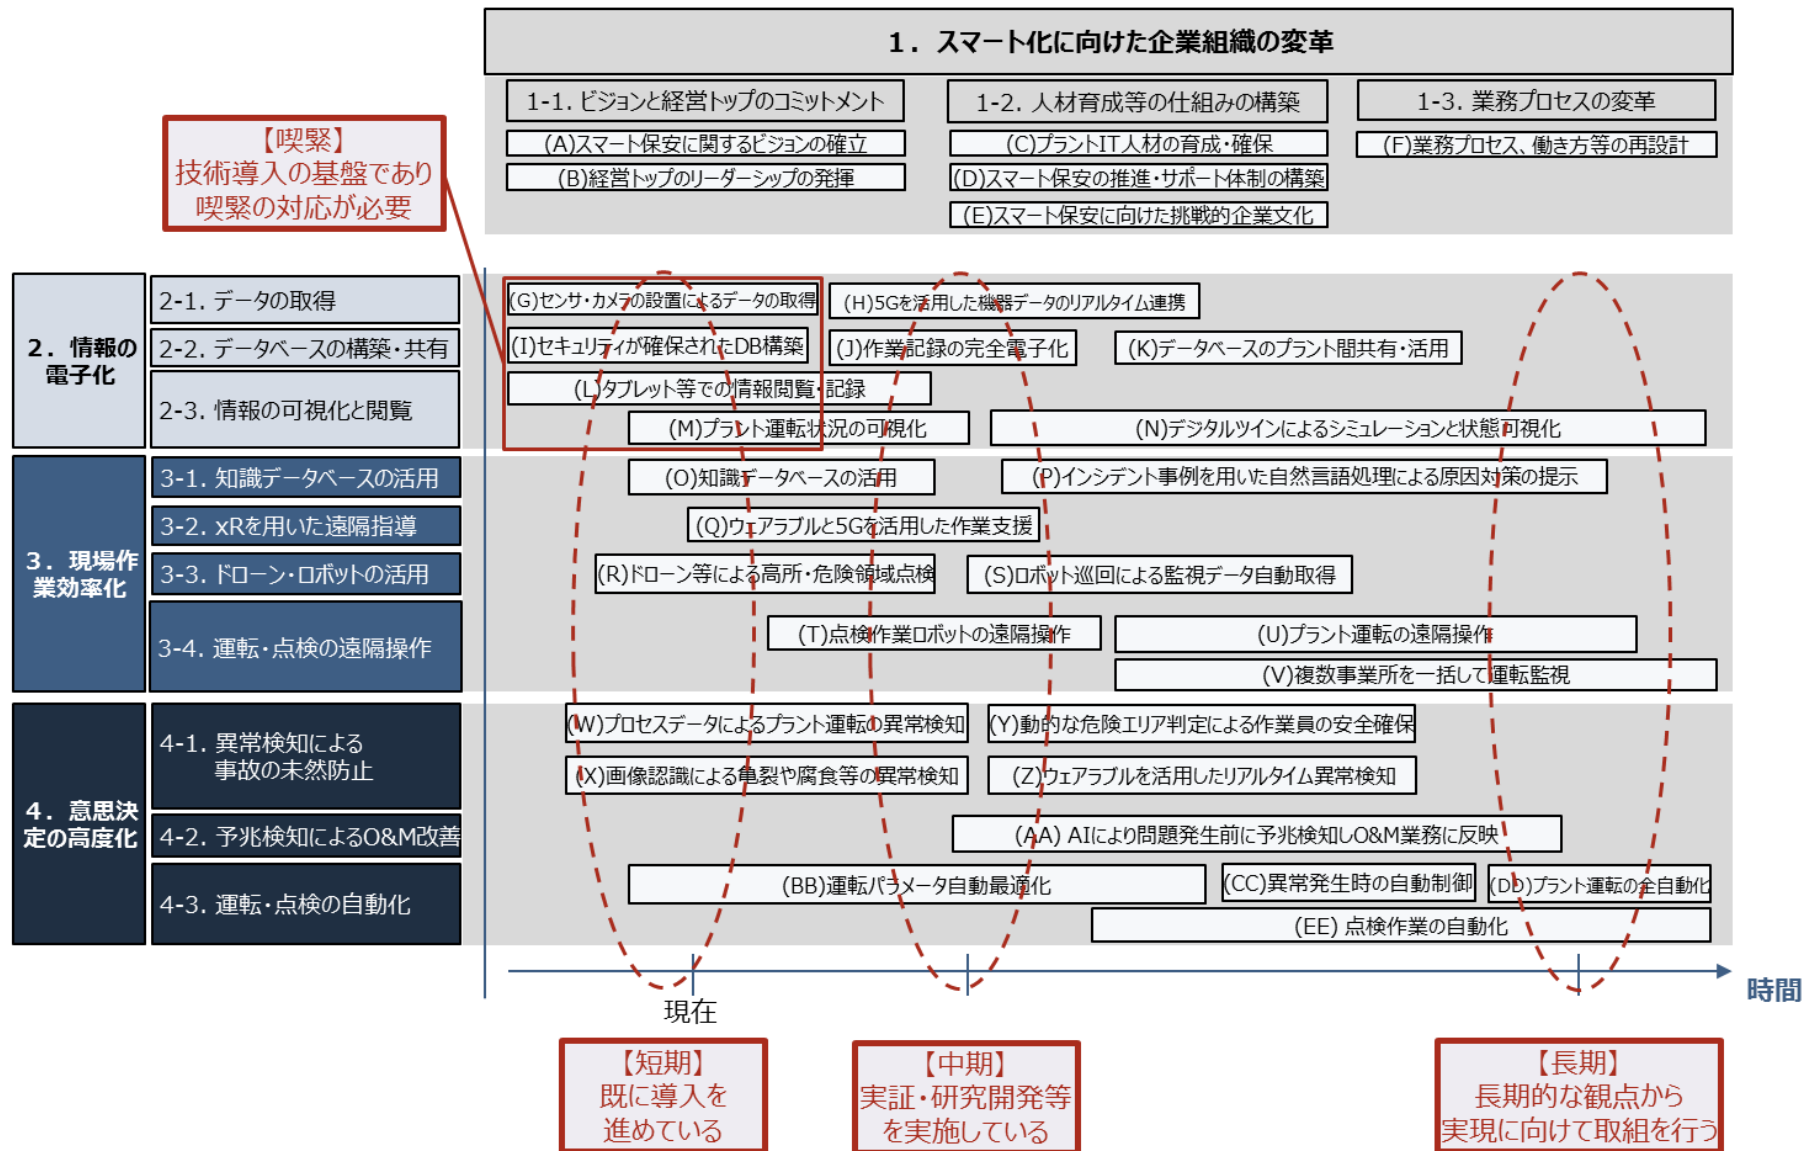 1．スマート化に向けた企業組織の変革
1-1. ビジョンと経営トップのコミットメント
1-2. 人材育成等の仕組みの構築
1-3. 業務プロセスの変革
(A)スマート保安に関するビジョンの確立
(C)プラントIT人材の育成・確保
(F)業務プロセス、働き方等の再設計
(B)経営トップのリーダーシップの発揮
(D)スマート保安の推進・サポート体制の構築
(E)スマート保安に向けた挑戦的企業文化
【喫緊】
技術導入の基盤であり
喫緊の対応が必要
2．情報の
電子化
2-1. データの取得
(G)センサ・カメラの設置によるデータの取得
(H)5Gを活用した機器データのリアルタイム連携
2-2. データベースの構築・共有
(I)セキュリティが確保されたDB構築
(J)作業記録の完全電子化
(K)データベースのプラント間共有・活用
2-3. 情報の可視化と閲覧
(L)タブレット等での情報閲覧・記録
(M)プラント運転状況の可視化
(N)デジタルツインによるシミュレーションと状態可視化
3．現場作
業効率化
3-1. 知識データベースの活用
(O)知識データベースの活用
(P)インシデント事例を用いた自然言語処理による原因対策の提示
3-2. xRを用いた遠隔指導
(Q)ウェアラブルと5Gを活用した作業支援
3-3. ドローン・ロボットの活用
(R)ドローン等による高所・危険領域点検
(S)ロボット巡回による監視データ自動取得
3-4. 運転・点検の遠隔操作
(T)点検作業ロボットの遠隔操作
(U)プラント運転の遠隔操作
(V)複数事業所を一括して運転監視
4．意思決
定の高度化
4-1. 異常検知による
事故の未然防止
(W)プロセスデータによるプラント運転の異常検知
(Y)動的な危険エリア判定による作業員の安全確保
(X)画像認識による亀裂や腐食等の異常検知
(Z)ウェアラブルを活用したリアルタイム異常検知
4-2. 予兆検知によるO&M改善
(AA) AIにより問題発生前に予兆検知しO&M業務に反映
4-3. 運転・点検の自動化
(BB)運転パラメータ自動最適化
(CC)異常発生時の自動制御
(DD)プラント運転の全自動化
(EE) 点検作業の自動化
時間
現在
【短期】
既に導入を
進めている
【中期】
実証・研究開発等
を実施している
【長期】
長期的な観点から
実現に向けて取組を行う